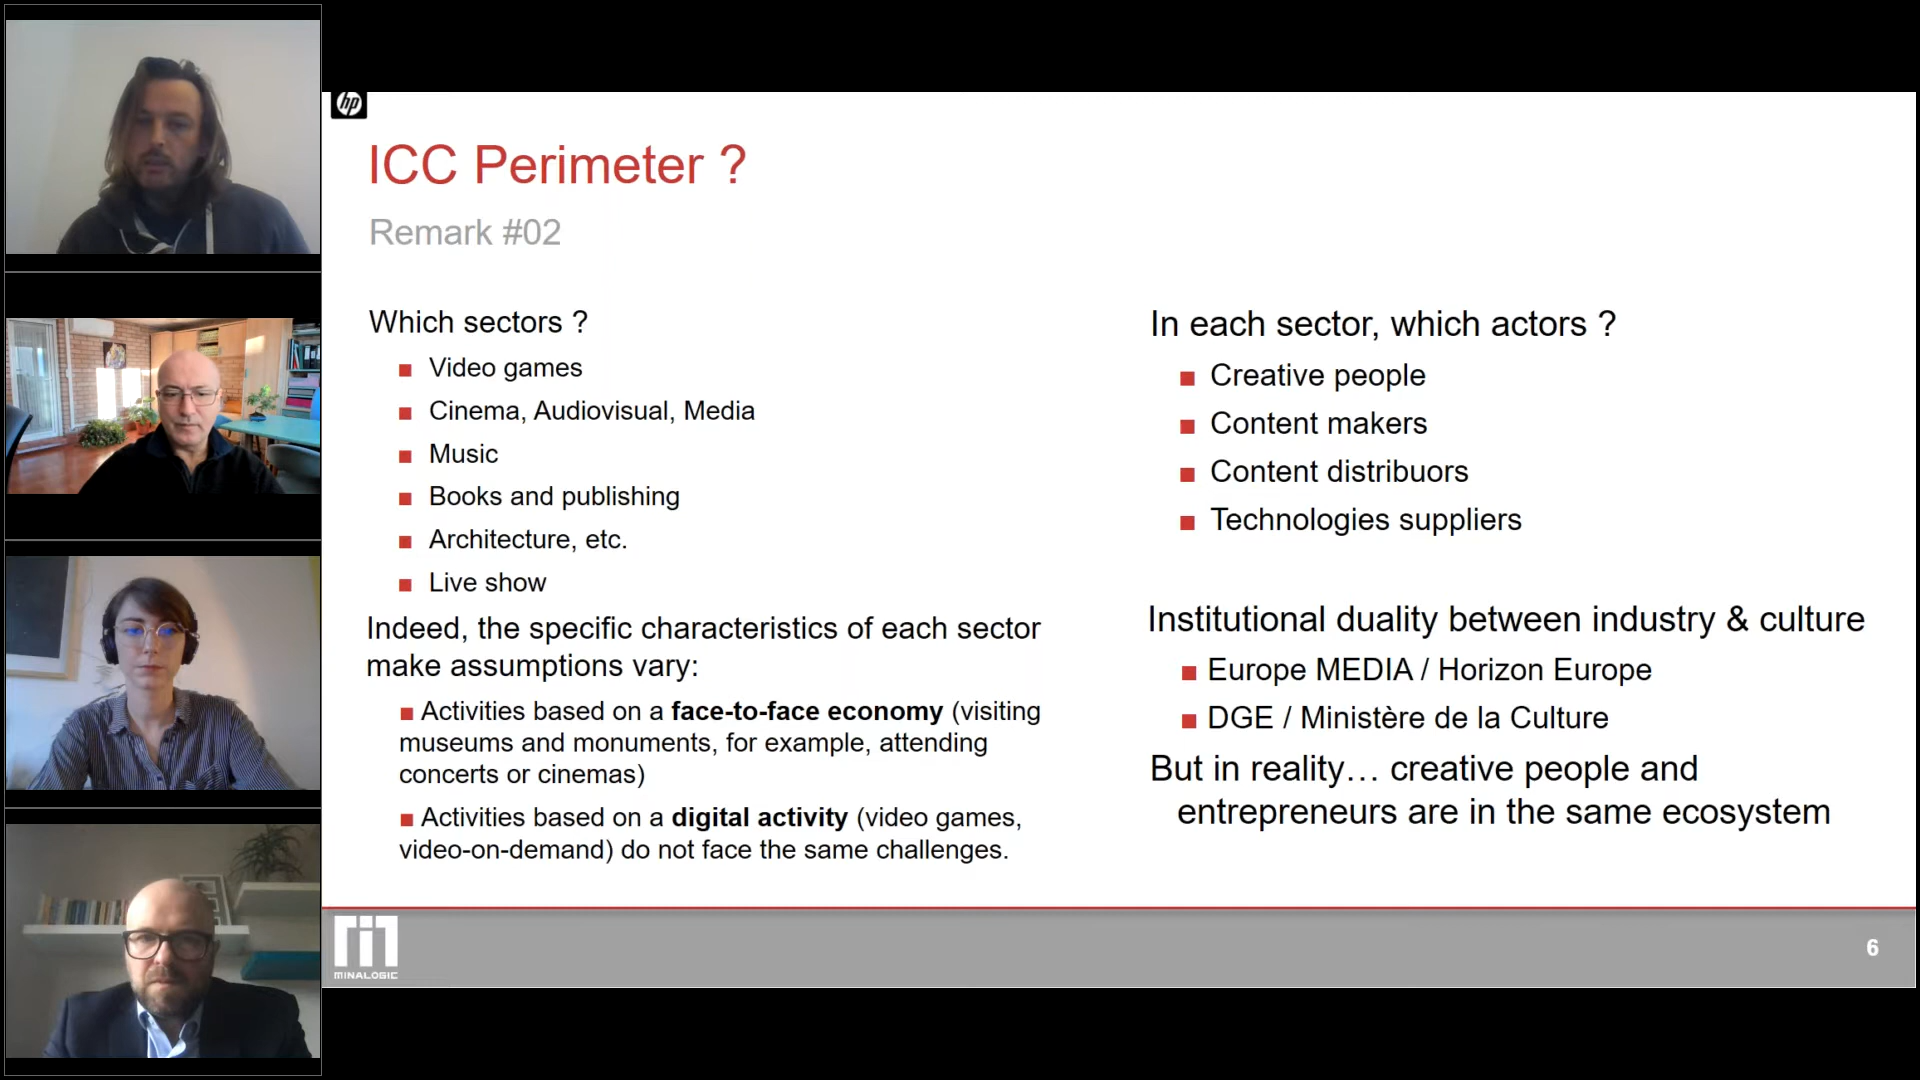 hp
ICC Perimeter ?
Remark #02
Which sectors ?
Video games
Cinema, Audiovisual, Media
Music
Books and publishing
Architecture, etc.
Live show
Indeed, the specific characteristics of each sector
make assumptions vary:
Activities based on a face-to-face economy (visiting
museums and monuments, for example, attending
concerts or cinemas)
Activities based on a digital activity (video games,
video-on-demand) do not face the same challenges.
In each sector, which actors ?
Creative people
Content makers
Content distribuors
Technologies suppliers
Institutional duality between industry & culture
Europe MEDIA / Horizon Europe
DGE / Ministère de la Culture
But in reality… creative people and
entrepreneurs are in the same ecosystem
MINALOGIC
6